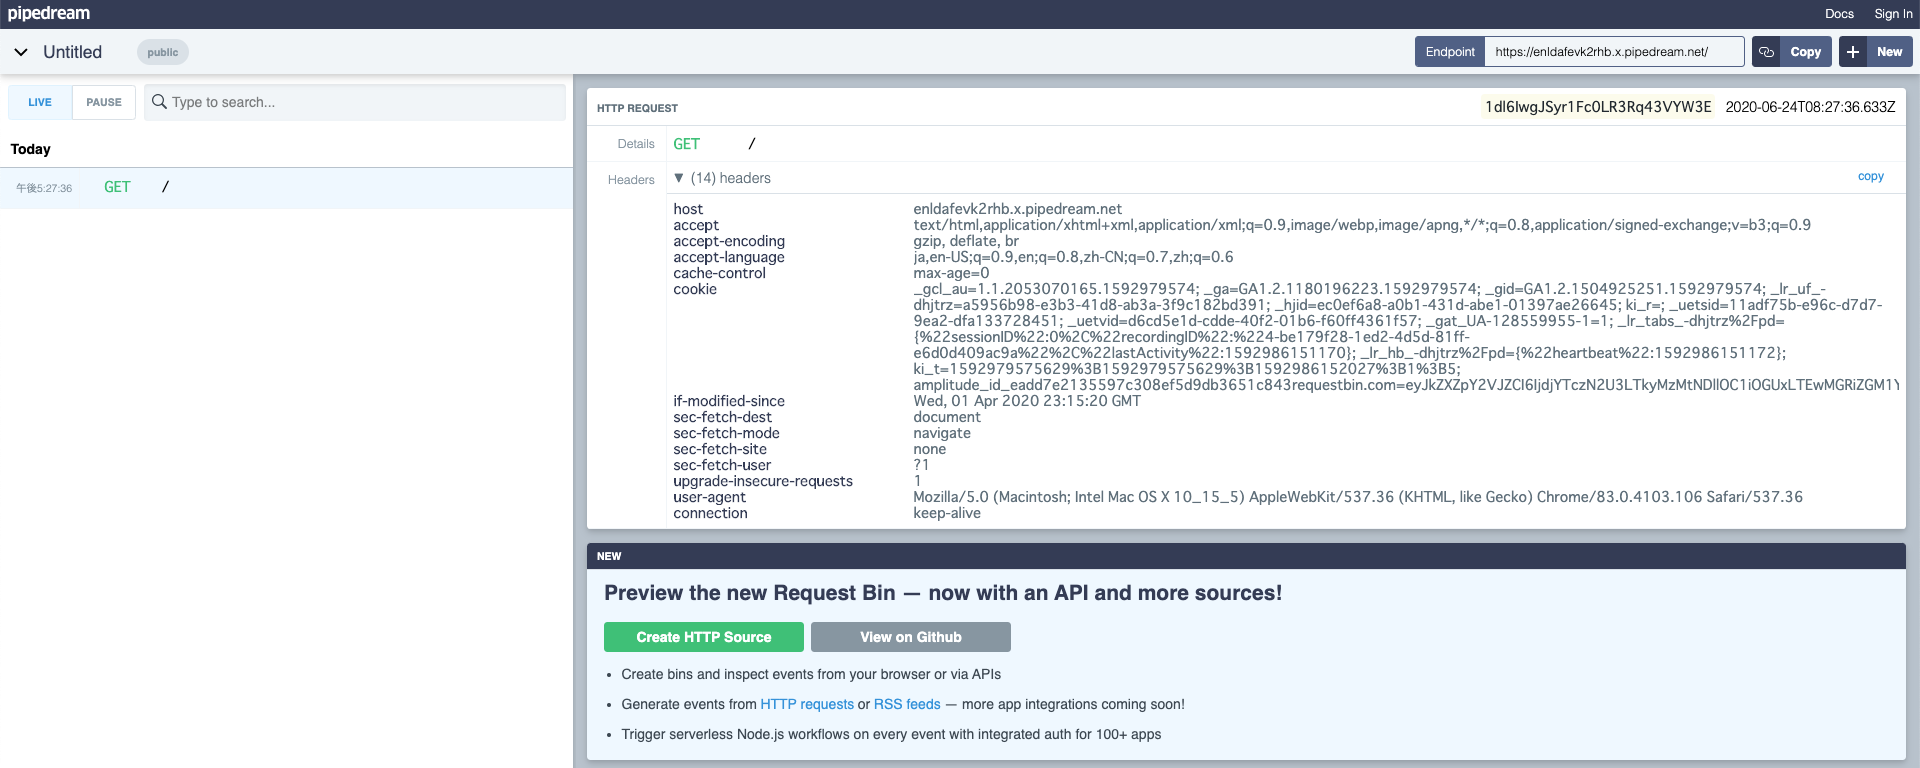 pipedream
Docs Sign In
Untitled public
Endpoint https://enldafevk2rhb.x.pipedream.net/ Copy New
LIVE PAUSE Type to search...
Today
午後5:27:36 GET /
HTTP REQUEST 1dl6IwgJSyr1Fc0LR3Rq43VYW3E 2020-06-24T08:27:36.633Z
Details GET /
Headers ▼ (14) headers copy
host enldafevk2rhb.x.pipedream.net
accept text/html,application/xhtml+xml,application/xml;q=0.9,image/webp,image/apng,*/*;q=0.8,application/signed-exchange;v=b3;q=0.9
accept-encoding gzip, deflate, br
accept-language ja,en-US;q=0.9,en;q=0.8,zh-CN;q=0.7,zh;q=0.6
cache-control max-age=0
cookie _gcl_au=1.1.2053070165.1592979574; _ga=GA1.2.1180196223.1592979574; _gid=GA1.2.1504925251.1592979574; _lr_uf_-
dhjtrz=a5956b98-e3b3-41d8-ab3a-3f9c182bd391; _hjid=ec0ef6a8-a0b1-431d-abe1-01397ae26645; ki_r=; _uetsid=11adf75b-e96c-d7d7-
9ea2-dfa133728451; _uetvid=d6cd5e1d-cdde-40f2-01b6-f60ff4361f57; _gat_UA-128559955-1=1; _lr_tabs_-dhjtrz%2Fpd=
{%22sessionID%22:0%2C%22recordingID%22:%224-be179f28-1ed2-4d5d-81ff-
e6d0d409ac9a%22%2C%22lastActivity%22:1592986151170}; _lr_hb_-dhjtrz%2Fpd={%22heartbeat%22:1592986151172};
ki_t=1592979575629%3B1592979575629%3B1592986152027%3B1%3B5;
amplitude_id_eadd7e2135597c308ef5d9db3651c843requestbin.com=eyJkZXZpY2VJZCI6IjdjYTczN2U3LTkyMzMtNDllOC1iOGUxLTEwMGRiZGM1Y
if-modified-since Wed, 01 Apr 2020 23:15:20 GMT
sec-fetch-dest document
sec-fetch-mode navigate
sec-fetch-site none
sec-fetch-user ?1
upgrade-insecure-requests 1
user-agent Mozilla/5.0 (Macintosh; Intel Mac OS X 10_15_5) AppleWebKit/537.36 (KHTML, like Gecko) Chrome/83.0.4103.106 Safari/537.36
connection keep-alive
NEW
Preview the new Request Bin — now with an API and more sources!
Create HTTP Source View on Github
• Create bins and inspect events from your browser or via APIs
• Generate events from HTTP requests or RSS feeds — more app integrations coming soon!
• Trigger serverless Node.js workflows on every event with integrated auth for 100+ apps